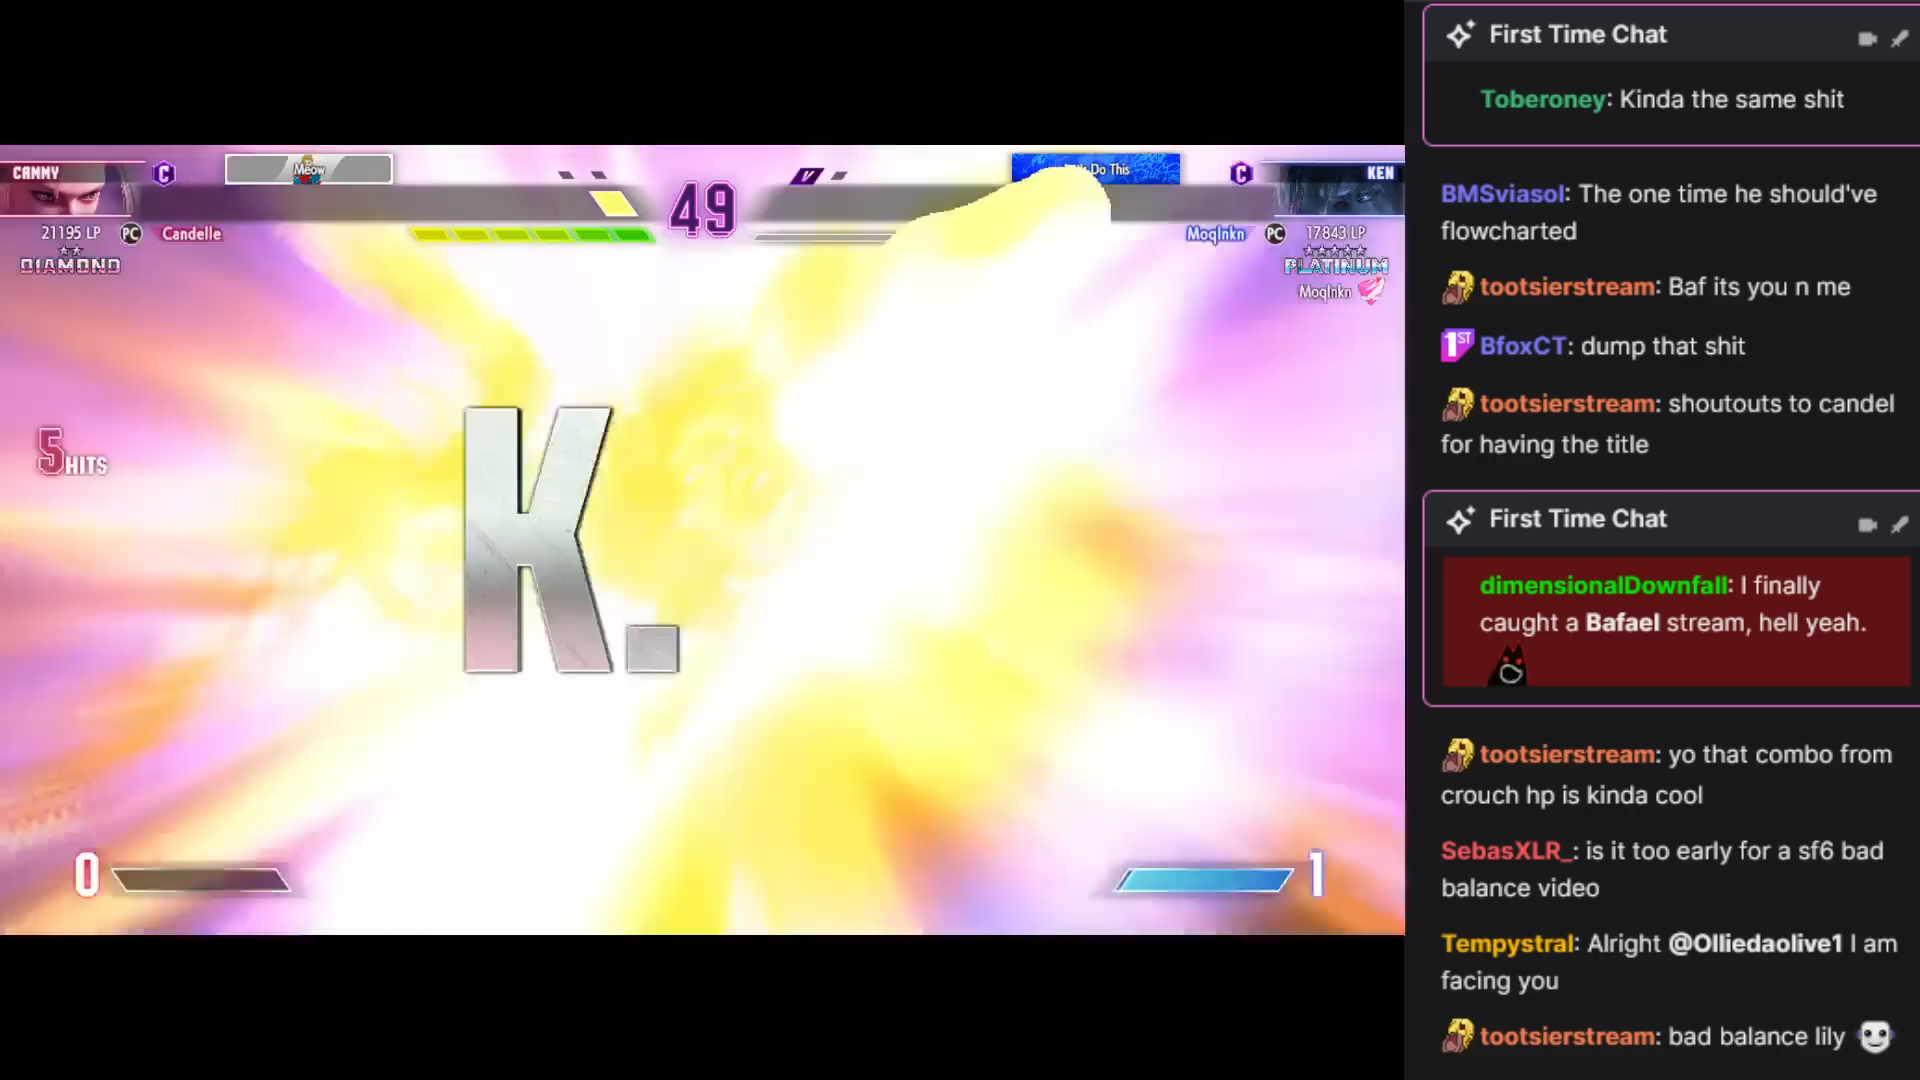 CAMMY
C
Meow
49
V
Do This
C
KEN
21195 LP
PC
Candelle
DIAMOND
MoqInkn
PC
17843 LP
PLATINUM
MoqInkn
5 HITS
K.
0
1
First Time Chat
Toberoney: Kinda the same shit
BMSviasol: The one time he should've
flowcharted
tootsierstream: Baf its you n me
1ST BfoxCT: dump that shit
tootsierstream: shoutouts to candel
for having the title
First Time Chat
dimensionalDownfall: I finally
caught a Bafael stream, hell yeah.
tootsierstream: yo that combo from
crouch hp is kinda cool
SebasXLR_: is it too early for a sf6 bad
balance video
Tempystral: Alright @Olliedaolive1 I am
facing you
tootsierstream: bad balance lily